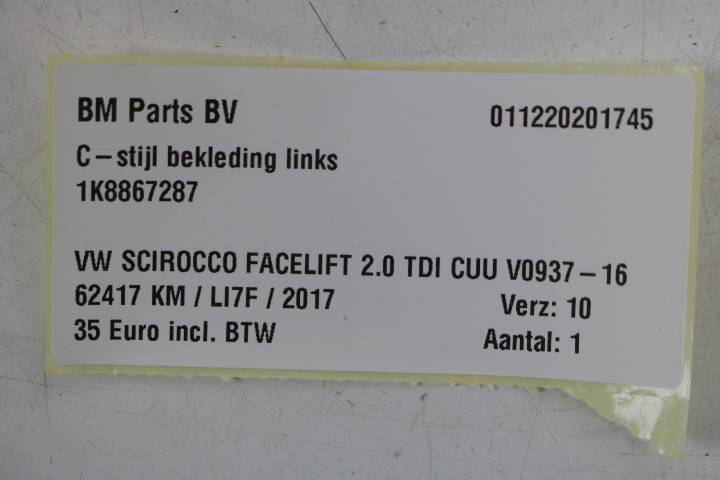 BM Parts BV 011220201745
C-stijl bekleding links
1K8867287
VW SCIROCCO FACELIFT 2.0 TDI CUU V0937-16
62417 KM / LI7F / 2017 Verz: 10
35 Euro incl. BTW Aantal: 1